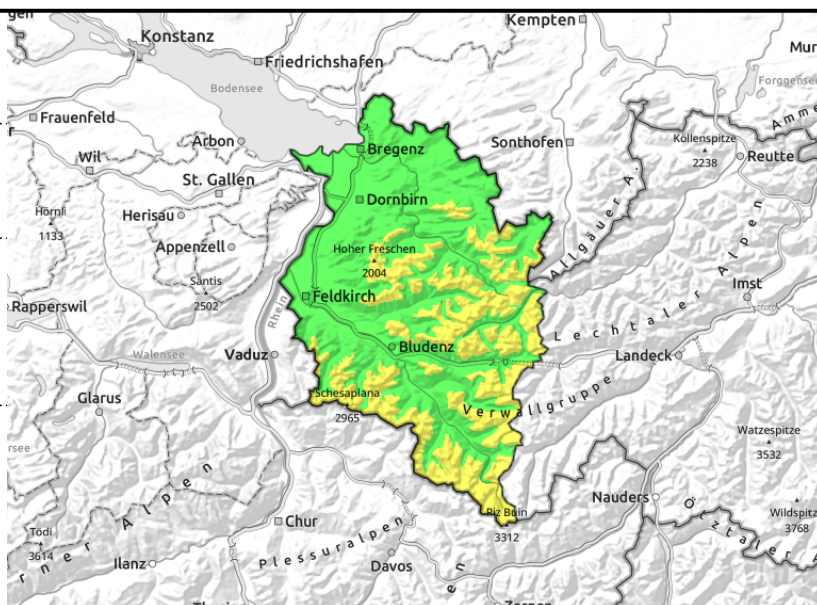 Kempten
Konstanz
Friedrichshafen
Bodensee
Forggensee
Frauenfeld
Arbon
Bregenz
Sonthofen
Kollenspitze
2238
Reutte
Wil
St. Gallen
Dornbirn
Hörnli
1133
Herisau
Appenzell
Hoher Freschen
2004
Allgäuer A.
Säntis
2502
Imst
Rapperswil
Feldkirch
Rhein
Lechtaler Alpen
Walensee
Vaduz
Bludenz
Landeck
Glarus
Schesaplana
2965
Verwallgruppe
Watzespitze
3532
Nauders
Piz Buin
3312
Wildspitz
3768
Chur
Plessuralpen
Tödi
3614
Ilanz
Davos